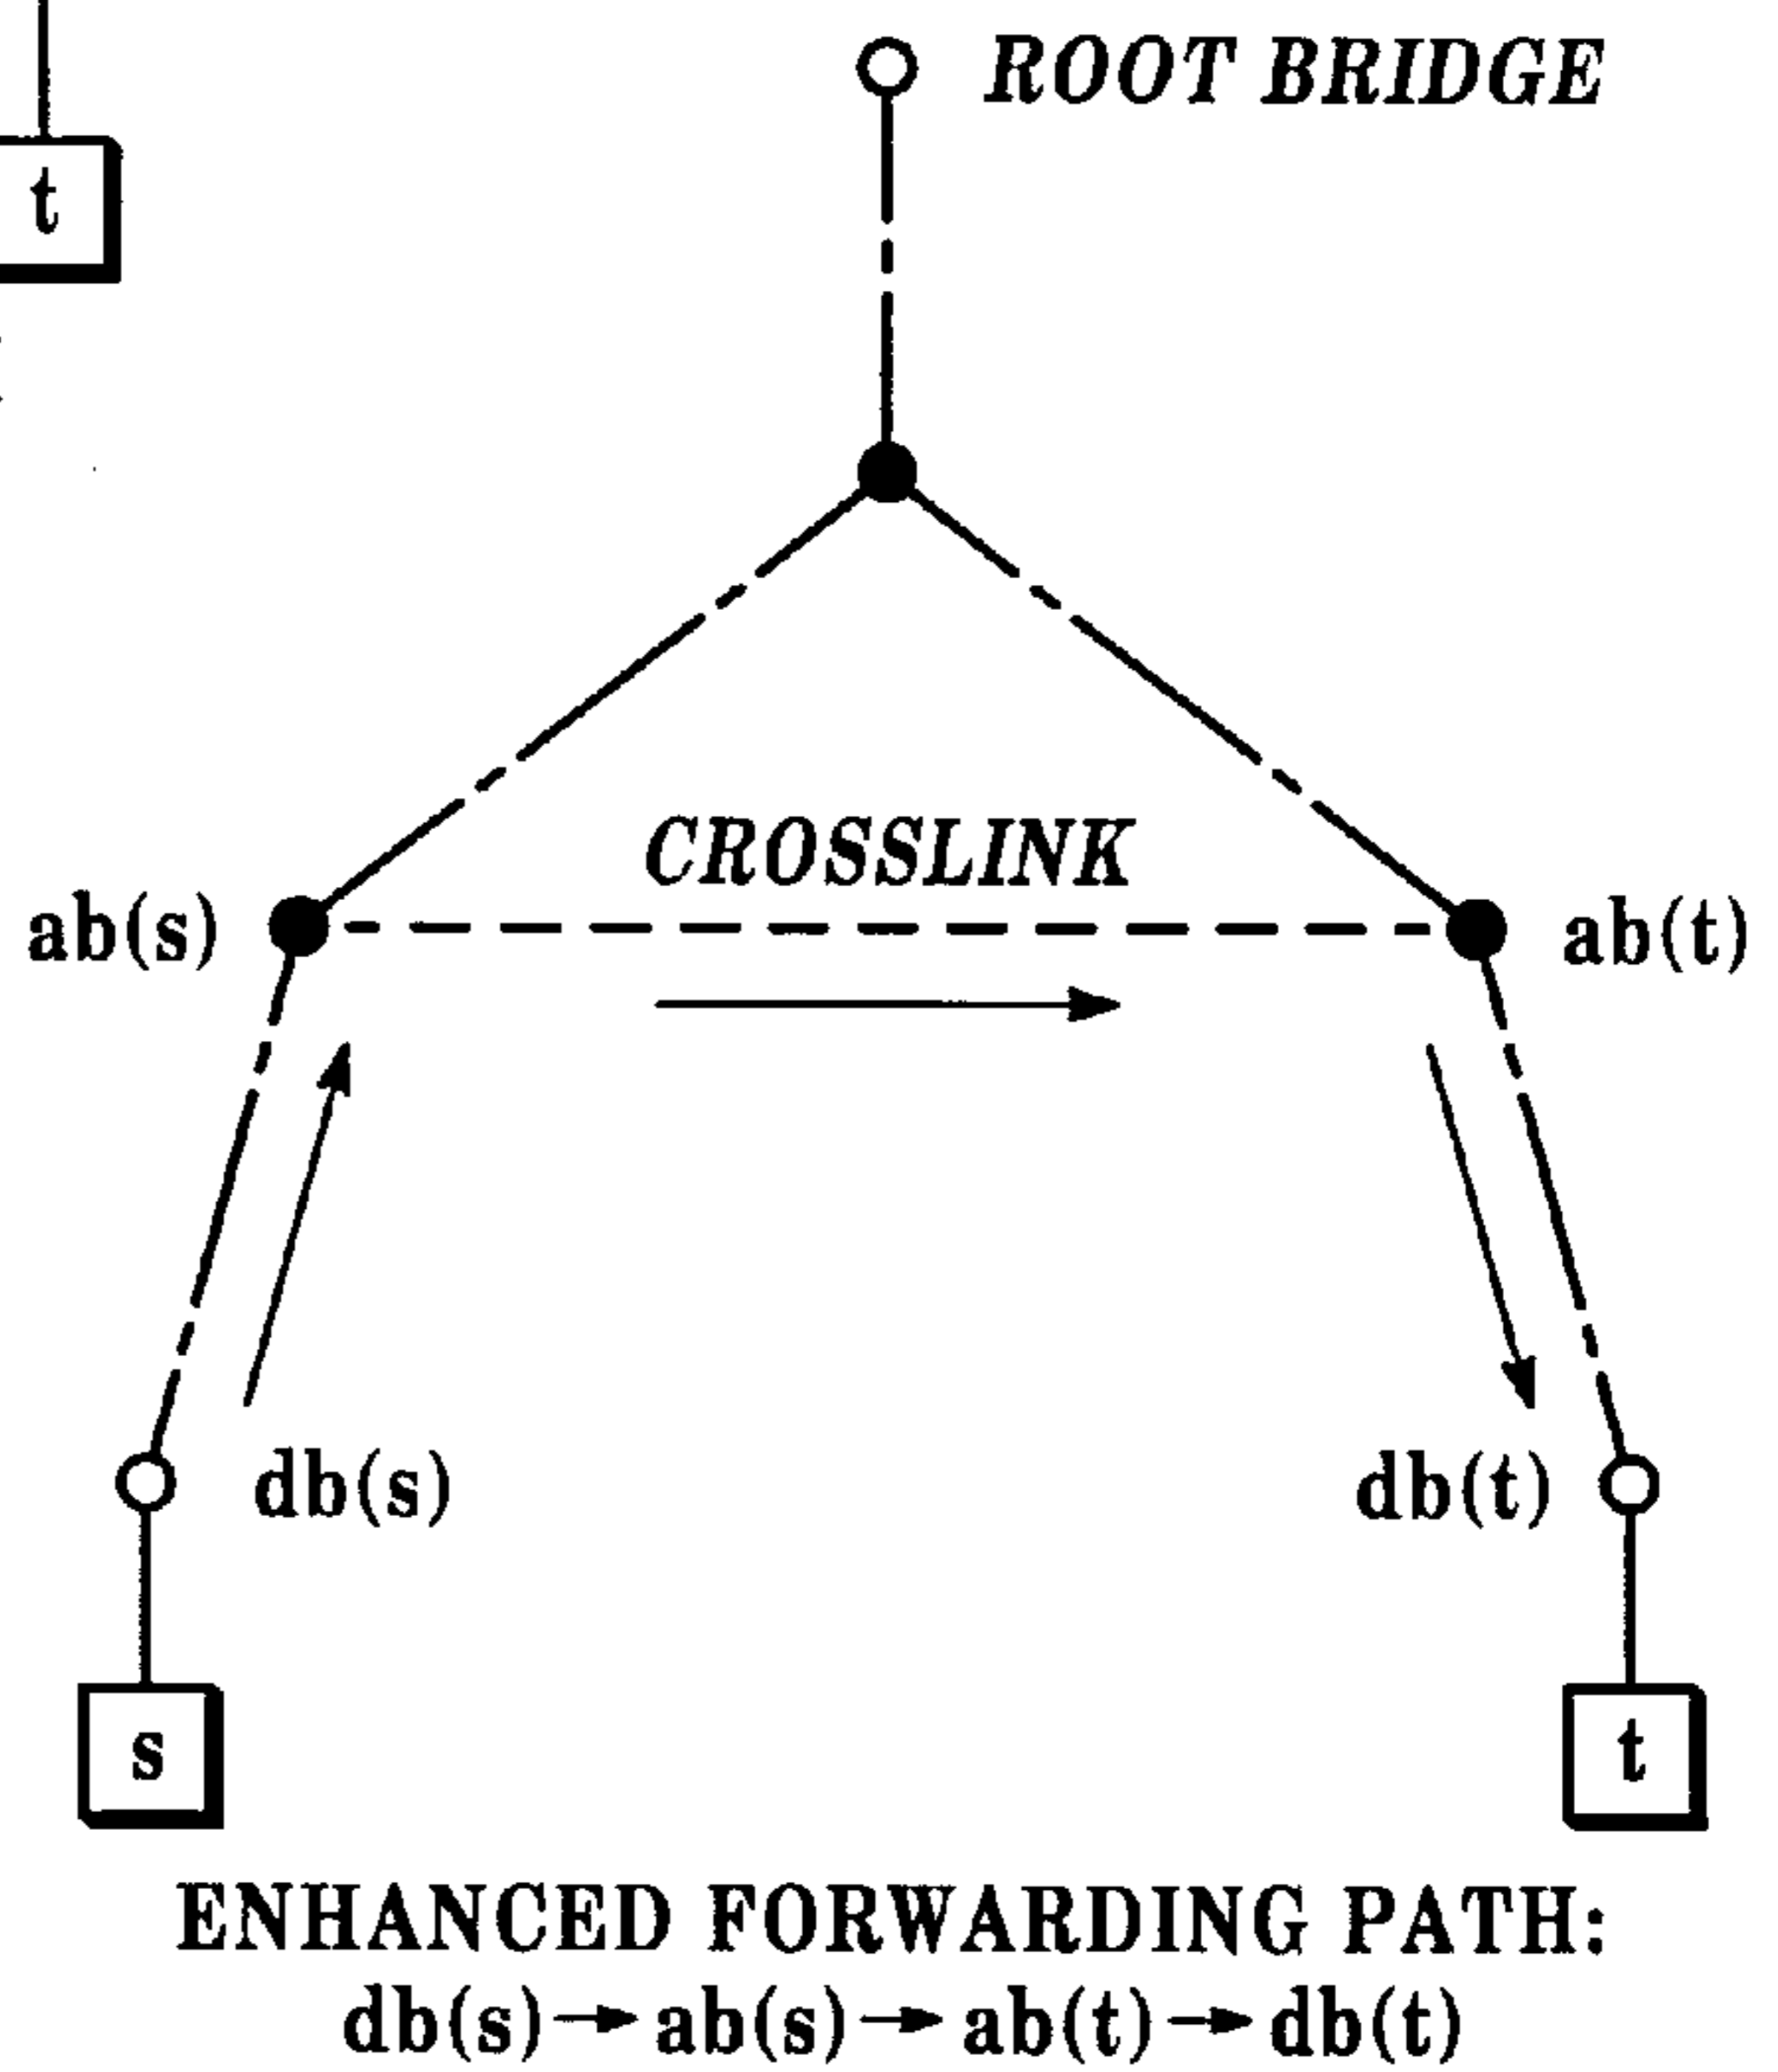 ROOT BRIDGE
t
CROSSLINK
ab(s)
ab(t)
db(s)
db(t)
s
t
ENHANCED FORWARDING PATH:
db(s)→ab(s)→ab(t)→db(t)